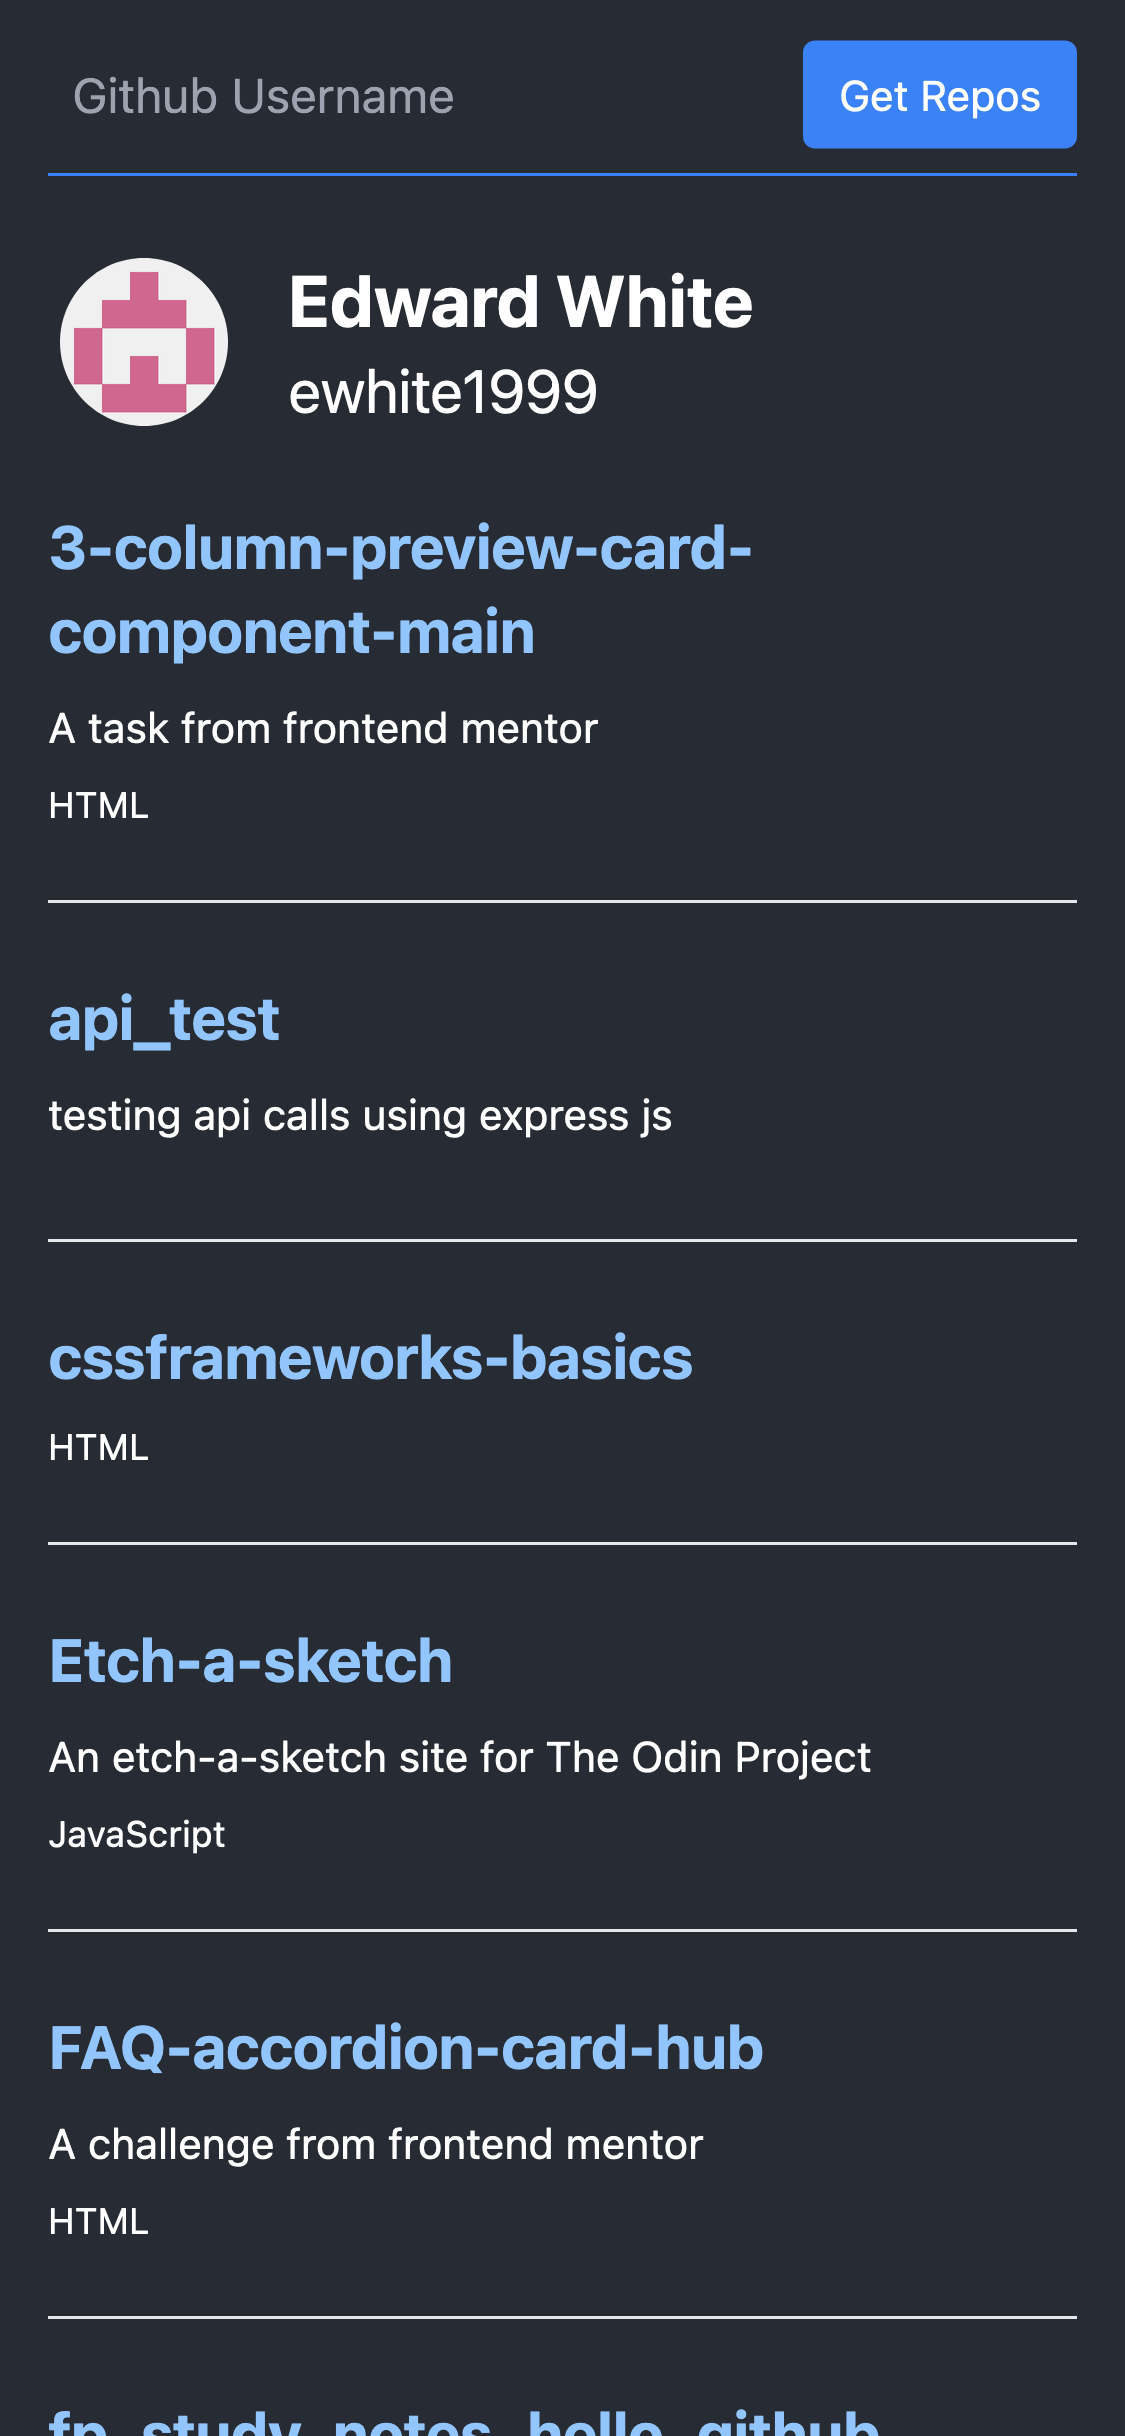 Github Username
Get Repos
Edward White
ewhite1999
3-column-preview-card-
component-main
A task from frontend mentor
HTML
api_test
testing api calls using express js
cssframeworks-basics
HTML
Etch-a-sketch
An etch-a-sketch site for The Odin Project
JavaScript
FAQ-accordion-card-hub
A challenge from frontend mentor
HTML
fp_study_notes_hello_github